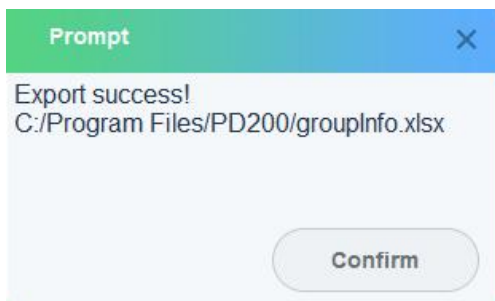 Prompt
Export success!
C:/Program Files/PD200/groupInfo.xlsx
Confirm